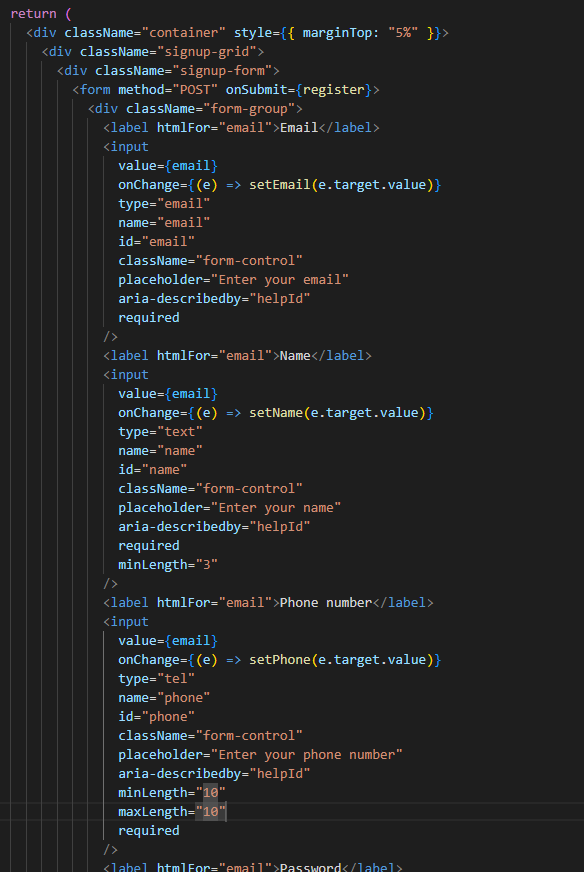 return (
<div className="container" style={{ marginTop: "5%" }}>
<div className="signup-grid">
<div className="signup-form">
<form method="POST" onSubmit={register}>
<div className="form-group">
<label htmlFor="email">Email</label>
<input
value={email}
onChange={(e) => setEmail(e.target.value)}
type="email"
name="email"
id="email"
className="form-control"
placeholder="Enter your email"
aria-describedby="helpId"
required
/>
<label htmlFor="email">Name</label>
<input
value={email}
onChange={(e) => setName(e.target.value)}
type="text"
name="name"
id="name"
className="form-control"
placeholder="Enter your name"
aria-describedby="helpId"
required
minLength="3"
/>
<label htmlFor="email">Phone number</label>
<input
value={email}
onChange={(e) => setPhone(e.target.value)}
type="tel"
name="phone"
id="phone"
className="form-control"
placeholder="Enter your phone number"
aria-describedby="helpId"
minLength="10"
maxLength="10"
required
/>
<label htmlFor="email">Password</label>